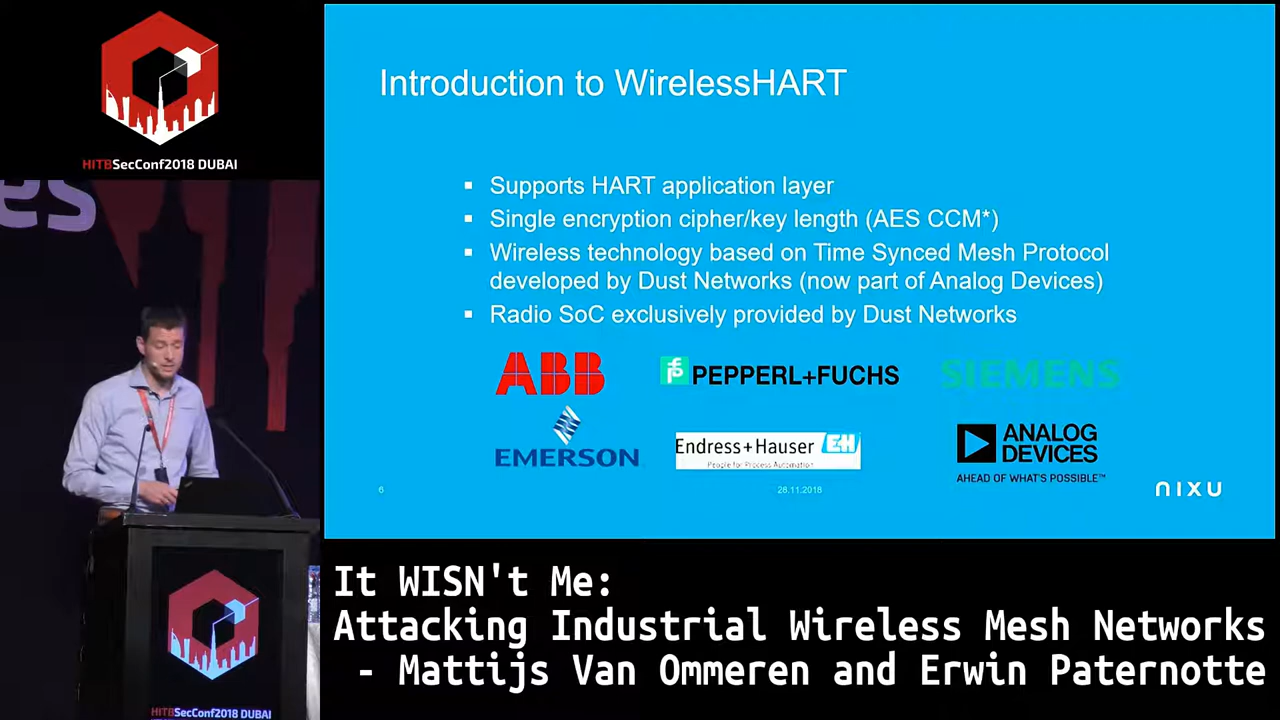 HITBSecConf2018 DUBAI
es
Introduction to WirelessHART
▪ Supports HART application layer
▪ Single encryption cipher/key length (AES CCM*)
▪ Wireless technology based on Time Synced Mesh Protocol
developed by Dust Networks (now part of Analog Devices)
▪ Radio SoC exclusively provided by Dust Networks
ABB
PEPPERL+FUCHS
SIEMENS
EMERSON
Endress+Hauser EH
People for Process Automation
ANALOG
DEVICES
AHEAD OF WHAT'S POSSIBLE™
6
28.11.2018
nixu
HITBSecConf2018 DUBAI
It WISN't Me:
Attacking Industrial Wireless Mesh Networks
- Mattijs Van Ommeren and Erwin Paternotte